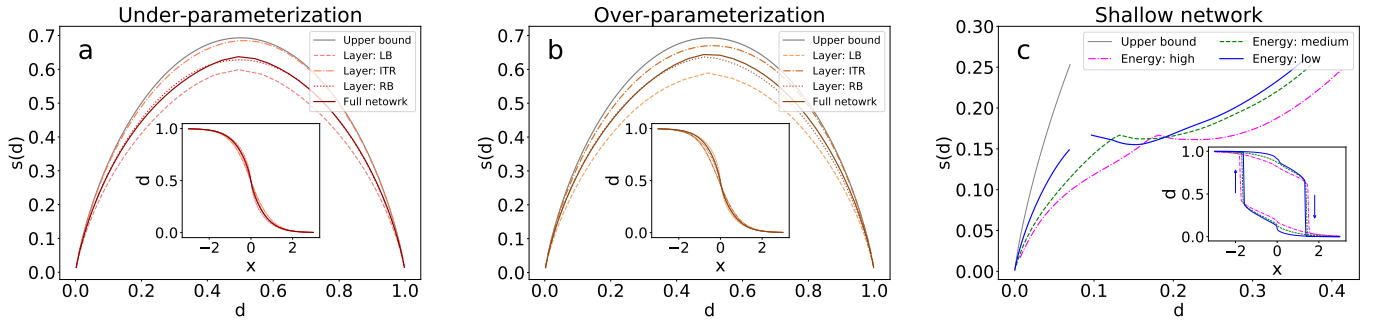 Under-parameterization
a
s(d)
0.7
0.6
0.5
0.4
0.3
0.2
0.1
0.0
Upper bound
Layer: LB
Layer: ITR
Layer: RB
Full netowrk
d
1.0
0.5
0.0
−2 0 2
x
0.0 0.2 0.4 0.6 0.8 1.0
d
Over-parameterization
b
s(d)
0.7
0.6
0.5
0.4
0.3
0.2
0.1
0.0
Upper bound
Layer: LB
Layer: ITR
Layer: RB
Full netowrk
d
1.0
0.5
0.0
−2 0 2
x
0.0 0.2 0.4 0.6 0.8 1.0
d
Shallow network
c
s(d)
0.30
0.25
0.20
0.15
0.10
0.05
0.00
Upper bound
Energy: high
Energy: medium
Energy: low
d
1.0
0.5
0.0
−2 0 2
x
0.0 0.1 0.2 0.3 0.4
d